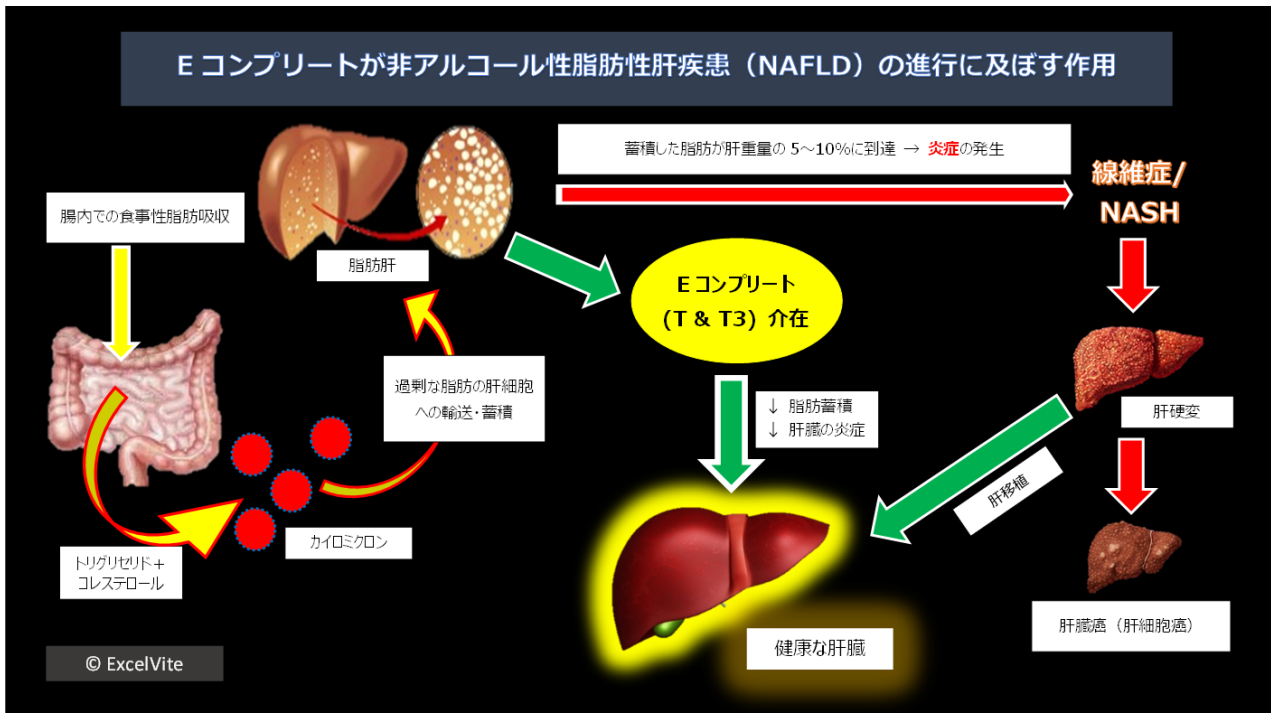 E コンプリートが非アルコール性脂肪性肝疾患（NAFLD）の進行に及ぼす作用
蓄積した脂肪が肝重量の 5～10%に到達 → 炎症の発生
線維症/
NASH
腸内での食事性脂肪吸収
脂肪肝
E コンプリート
(T & T3) 介在
過剰な脂肪の肝細胞
への輸送・蓄積
↓ 脂肪蓄積
↓ 肝臓の炎症
肝硬変
肝移植
カイロミクロン
トリグリセリド＋
コレステロール
肝臓癌（肝細胞癌）
健康な肝臓
© ExcelVite